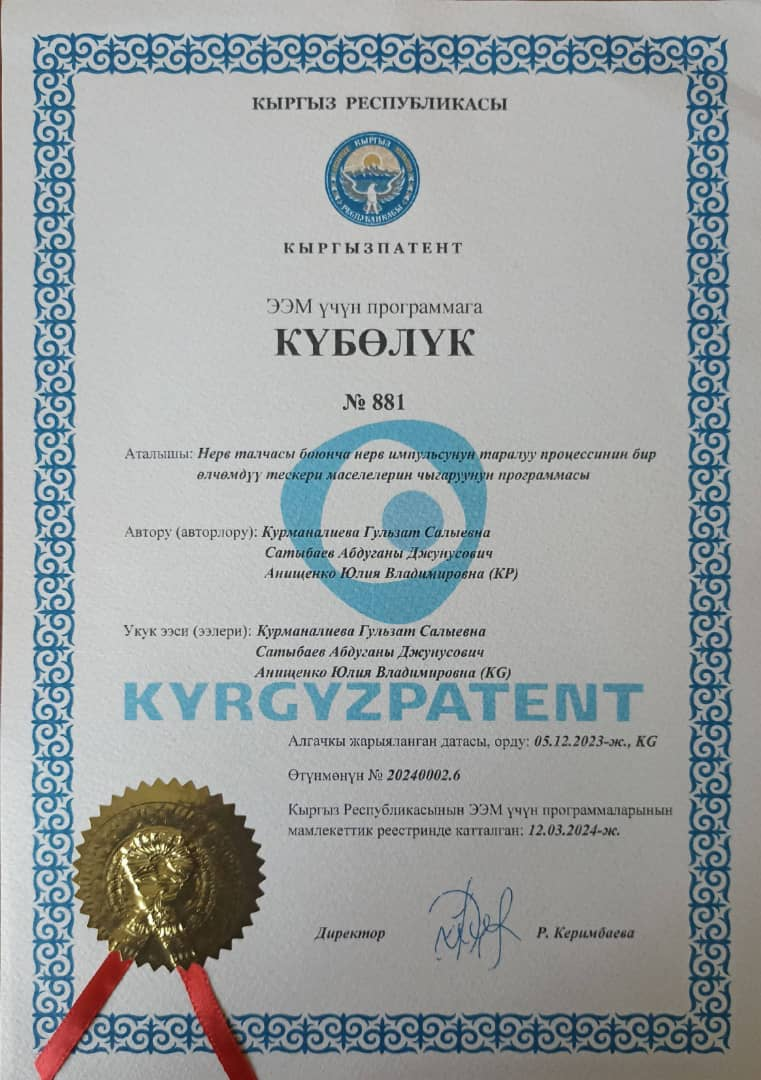 КЫРГЫЗ РЕСПУБЛИКАСЫ
КЫРГЫЗ
РЕСПУБЛИКАСЫ
КЫРГЫЗПАТЕНТ
ЭЭМ үчүн программага
КҮБӨЛҮК
№ 881
Аталышы: Нерв талчасы боюнча нерв импульсунун таралуу процессинин бир
өлчөмдүү тескери маселелерин чыгаруунун программасы
Автору (авторлору): Курманалиева Гульзат Салыевна
Сатыбаев Абдуганы Джунусович
Анищенко Юлия Владимировна (КР)
Укук ээси (ээлери): Курманалиева Гульзат Салыевна
Сатыбаев Абдуганы Джунусович
Анищенко Юлия Владимировна (KG)
KYRGYZPATENT
Алгачкы жарыяланган датасы, орду: 05.12.2023-ж., KG
Өтүнмөнүн № 20240002.6
Кыргыз Республикасынын ЭЭМ үчүн программаларынын
мамлекеттик реестринде катталган: 12.03.2024-ж.
Директор Р. Керимбаева